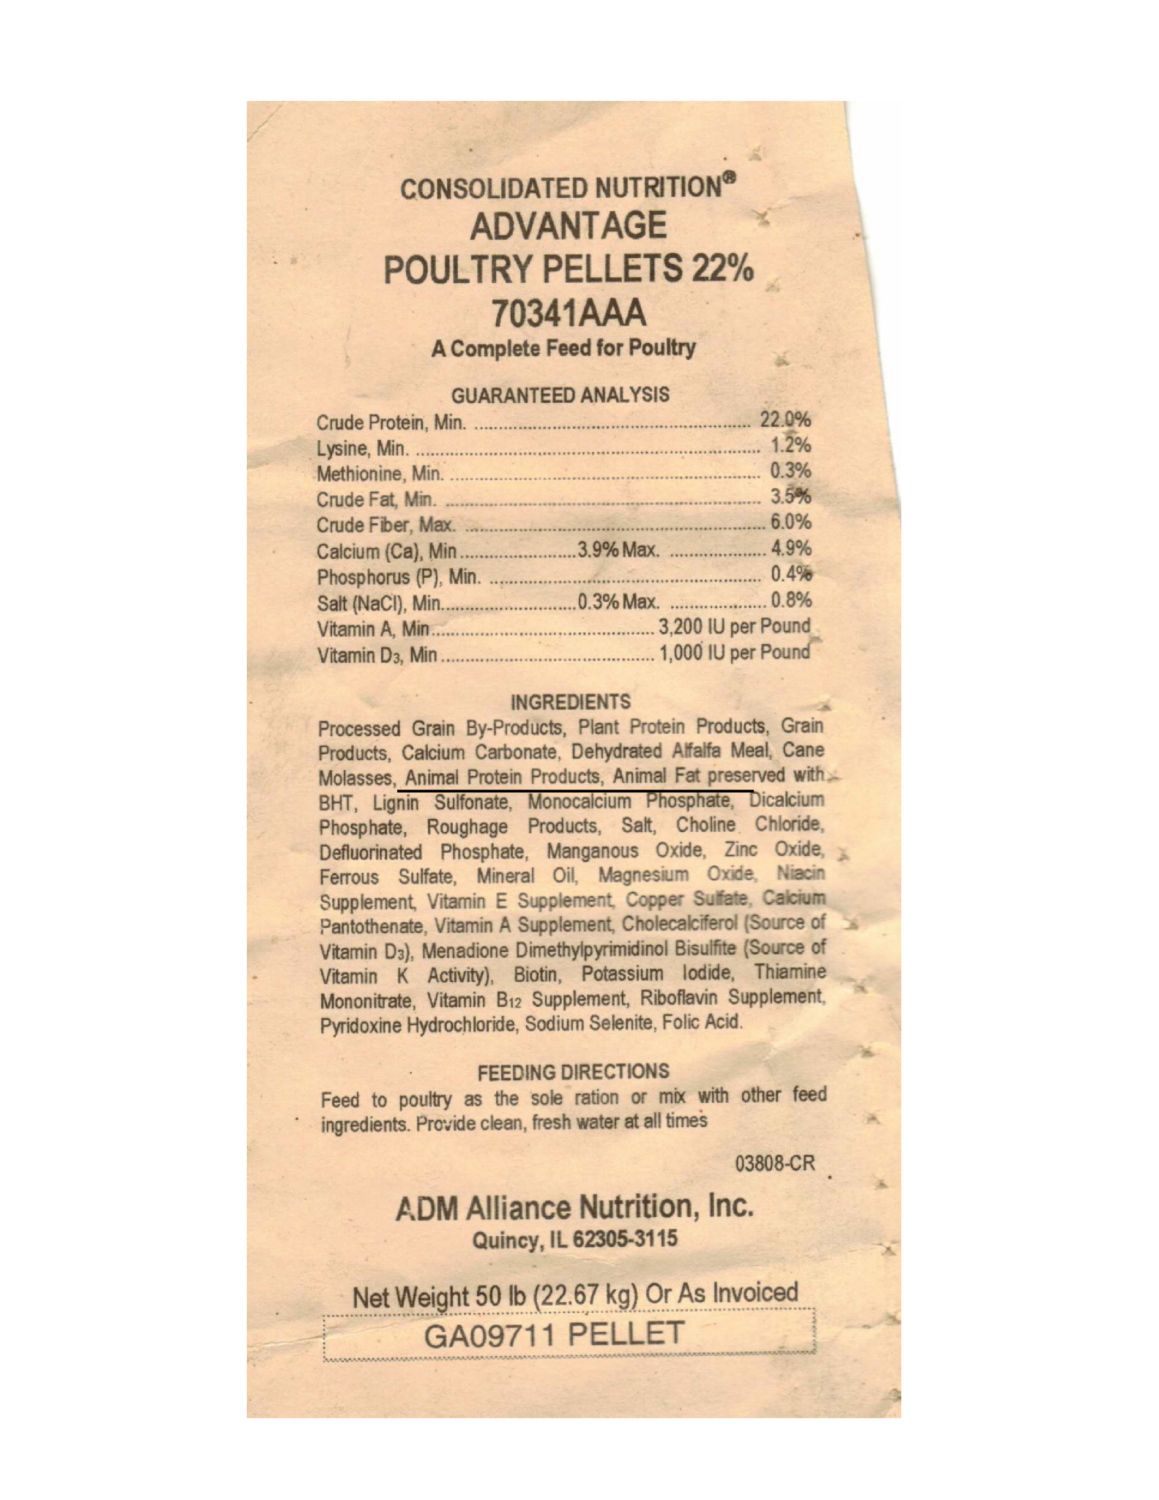 CONSOLIDATED NUTRITION®
ADVANTAGE
POULTRY PELLETS 22%
70341AAA
A Complete Feed for Poultry
GUARANTEED ANALYSIS
Crude Protein, Min. .......... 22.0%
Lysine, Min. .......... 1.2%
Methionine, Min. .......... 0.3%
Crude Fat, Min. .......... 3.5%
Crude Fiber, Max. .......... 6.0%
Calcium (Ca), Min ..........3.9% Max. .......... 4.9%
Phosphorus (P), Min. .......... 0.4%
Salt (NaCl), Min..........0.3% Max. .......... 0.8%
Vitamin A, Min .......... 3,200 IU per Pound
Vitamin D3, Min .......... 1,000 IU per Pound
INGREDIENTS
Processed Grain By-Products, Plant Protein Products, Grain
Products, Calcium Carbonate, Dehydrated Alfalfa Meal, Cane
Molasses, Animal Protein Products, Animal Fat preserved with
BHT, Lignin Sulfonate, Monocalcium Phosphate, Dicalcium
Phosphate, Roughage Products, Salt, Choline Chloride,
Defluorinated Phosphate, Manganous Oxide, Zinc Oxide,
Ferrous Sulfate, Mineral Oil, Magnesium Oxide, Niacin
Supplement, Vitamin E Supplement, Copper Sulfate, Calcium
Pantothenate, Vitamin A Supplement, Cholecalciferol (Source of
Vitamin D3), Menadione Dimethylpyrimidinol Bisulfite (Source of
Vitamin K Activity), Biotin, Potassium Iodide, Thiamine
Mononitrate, Vitamin B12 Supplement, Riboflavin Supplement,
Pyridoxine Hydrochloride, Sodium Selenite, Folic Acid.
FEEDING DIRECTIONS
Feed to poultry as the sole ration or mix with other feed
ingredients. Provide clean, fresh water at all times
03808-CR
ADM Alliance Nutrition, Inc.
Quincy, IL 62305-3115
Net Weight 50 lb (22.67 kg) Or As Invoiced
GA09711 PELLET